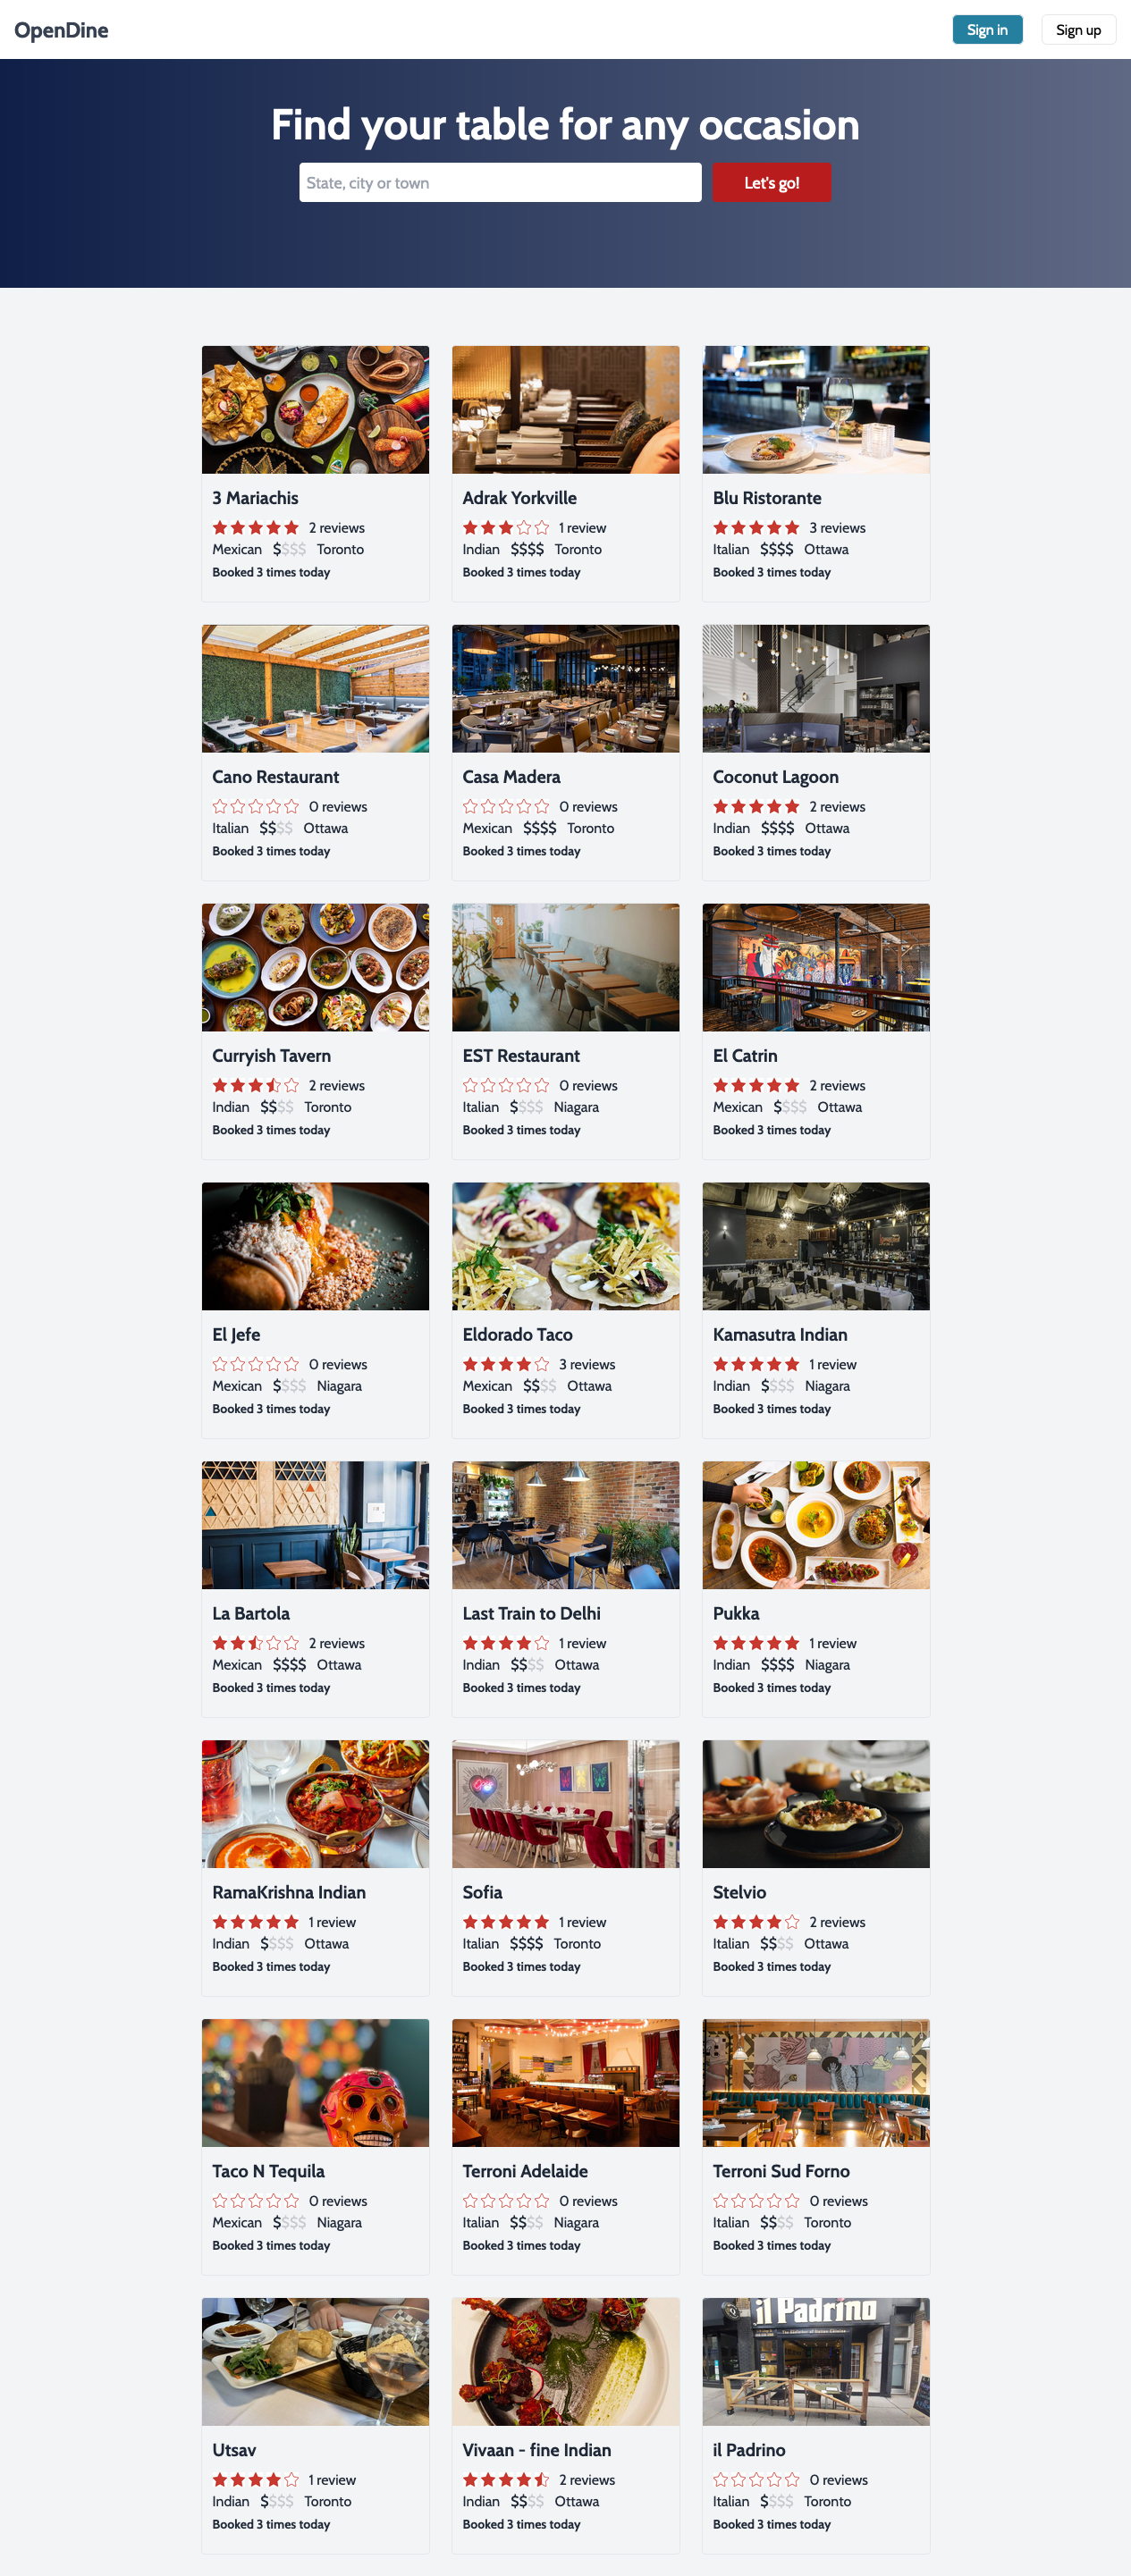 OpenDine
Sign in
Sign up
Find your table for any occasion
State, city or town
Let's go!
3 Mariachis
2 reviews
Mexican $$$$ Toronto
Booked 3 times today
Adrak Yorkville
1 review
Indian $$$$ Toronto
Booked 3 times today
Blu Ristorante
3 reviews
Italian $$$$ Ottawa
Booked 3 times today
Cano Restaurant
0 reviews
Italian $$$$ Ottawa
Booked 3 times today
Casa Madera
0 reviews
Mexican $$$$ Toronto
Booked 3 times today
Coconut Lagoon
2 reviews
Indian $$$$ Ottawa
Booked 3 times today
Curryish Tavern
2 reviews
Indian $$$$ Toronto
Booked 3 times today
EST Restaurant
0 reviews
Italian $$$$ Niagara
Booked 3 times today
El Catrin
2 reviews
Mexican $$$$ Ottawa
Booked 3 times today
El Jefe
0 reviews
Mexican $$$$ Niagara
Booked 3 times today
Eldorado Taco
3 reviews
Mexican $$$$ Ottawa
Booked 3 times today
Kamasutra Indian
1 review
Indian $$$$ Niagara
Booked 3 times today
La Bartola
2 reviews
Mexican $$$$ Ottawa
Booked 3 times today
Last Train to Delhi
1 review
Indian $$$$ Ottawa
Booked 3 times today
Pukka
1 review
Indian $$$$ Niagara
Booked 3 times today
RamaKrishna Indian
1 review
Indian $$$$ Ottawa
Booked 3 times today
Sofia
1 review
Italian $$$$ Toronto
Booked 3 times today
Stelvio
2 reviews
Italian $$$$ Ottawa
Booked 3 times today
Taco N Tequila
0 reviews
Mexican $$$$ Niagara
Booked 3 times today
Terroni Adelaide
0 reviews
Italian $$$$ Niagara
Booked 3 times today
Terroni Sud Forno
0 reviews
Italian $$$$ Toronto
Booked 3 times today
Utsav
1 review
Indian $$$$ Toronto
Booked 3 times today
Vivaan - fine Indian
2 reviews
Indian $$$$ Ottawa
Booked 3 times today
il Padrino
il Padrino
0 reviews
Italian $$$$ Toronto
Booked 3 times today